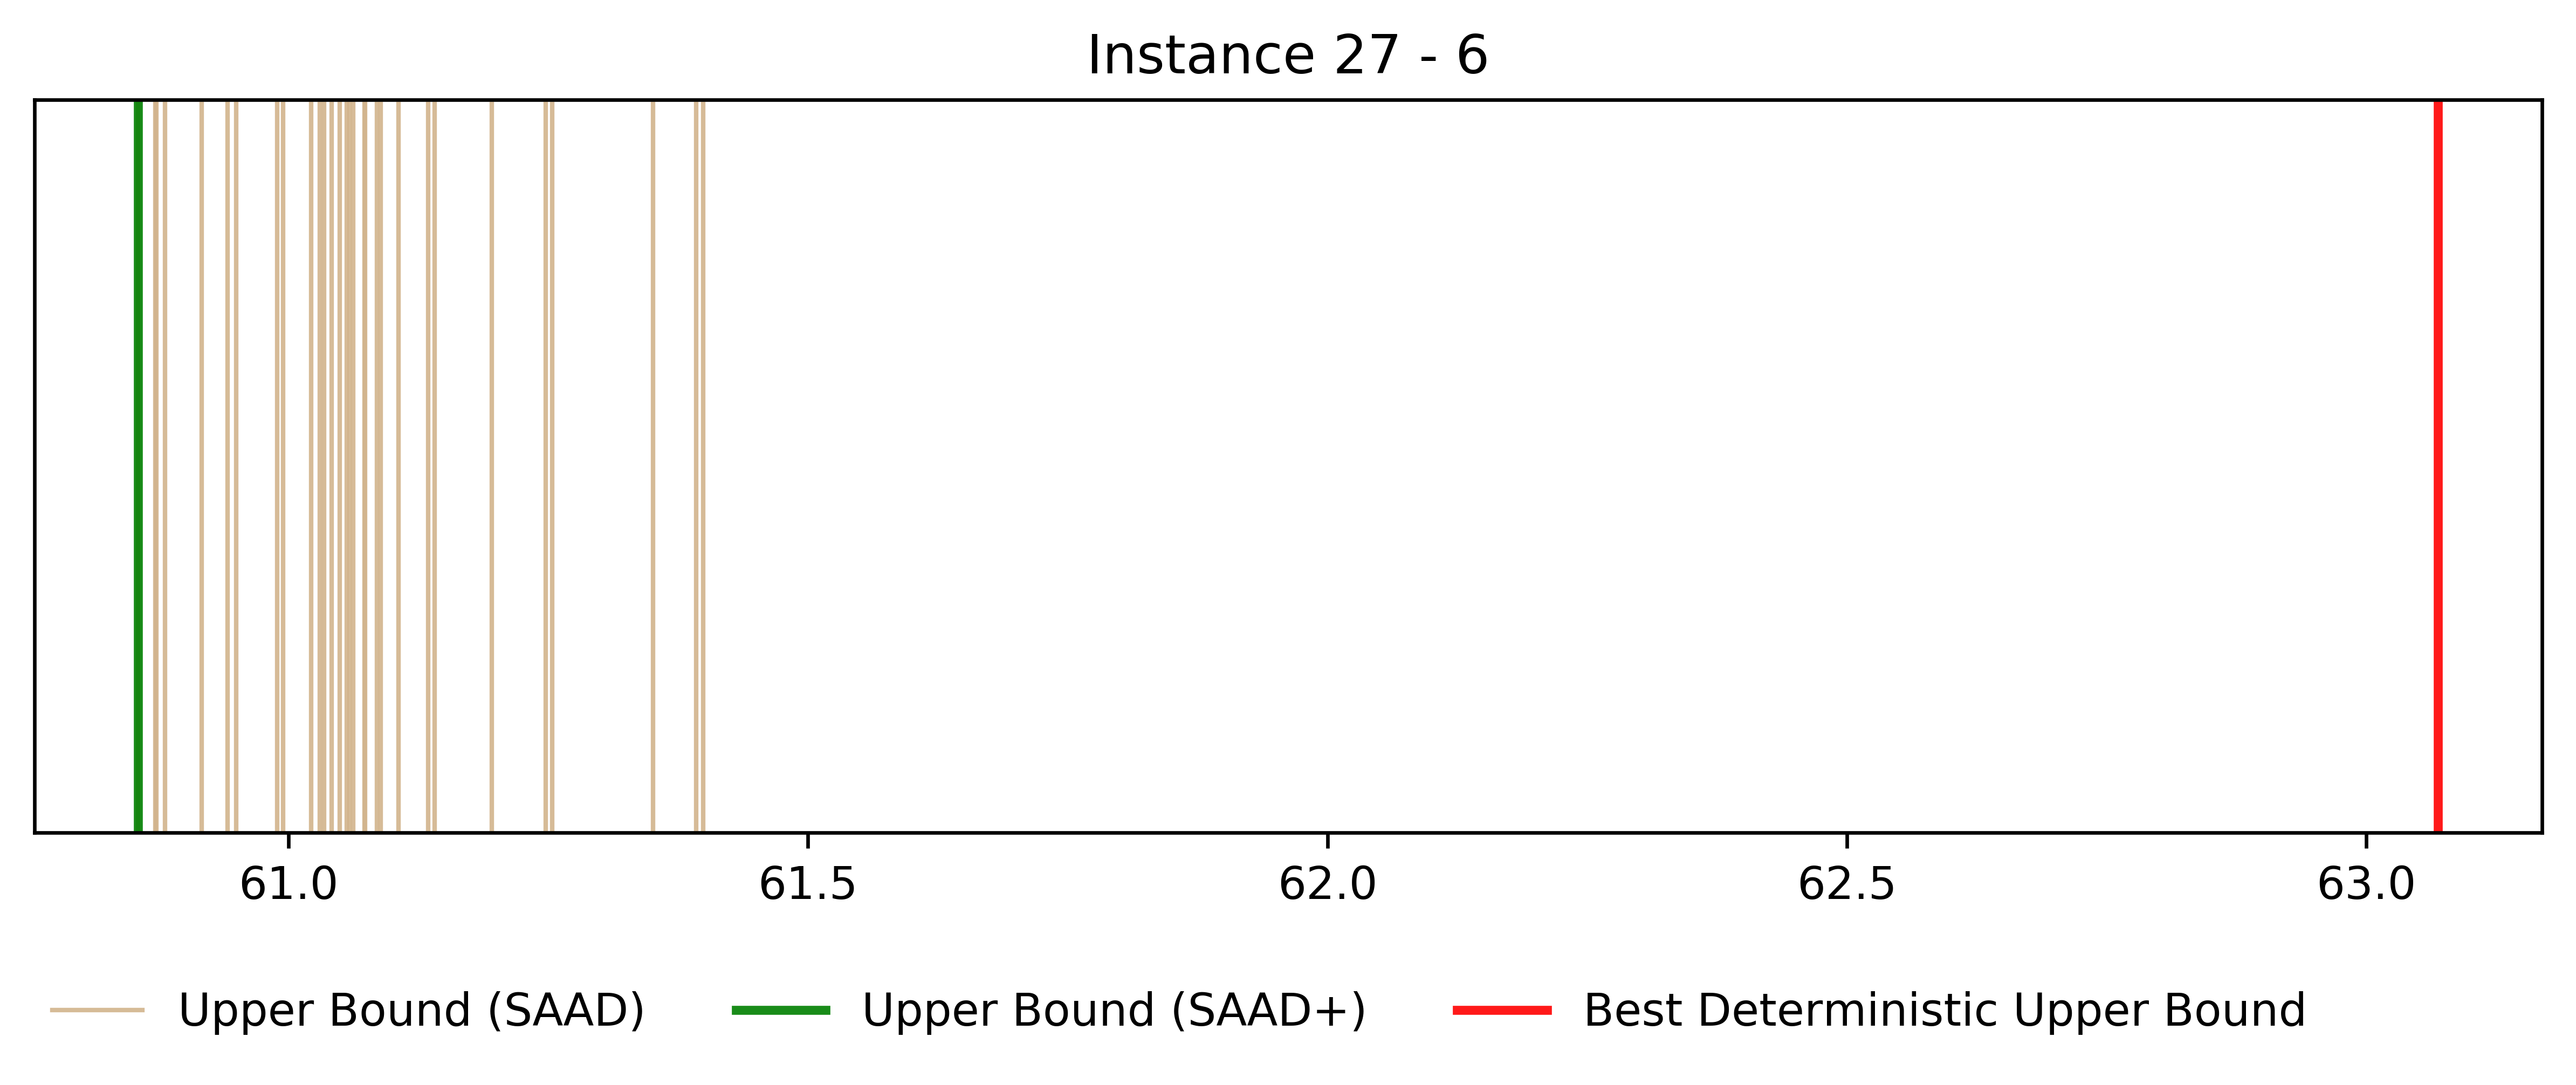 Instance 27 - 6
61.0 61.5 62.0 62.5 63.0
Upper Bound (SAAD) Upper Bound (SAAD+) Best Deterministic Upper Bound